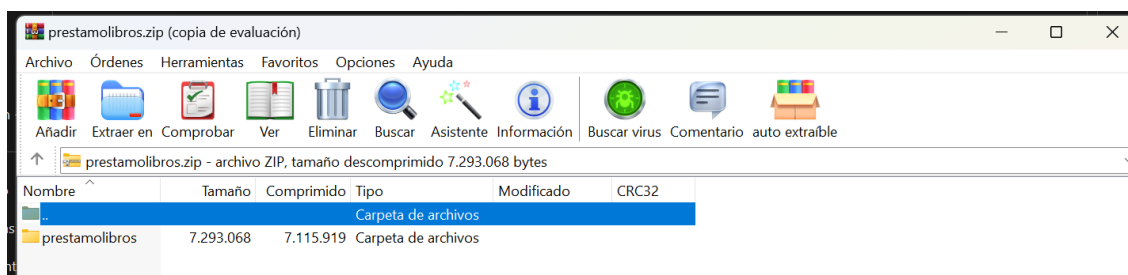 prestamolibros.zip (copia de evaluación)
Archivo Órdenes Herramientas Favoritos Opciones Ayuda
Añadir Extraer en Comprobar Ver Eliminar Buscar Asistente Información Buscar virus Comentario auto extraíble
prestamolibros.zip - archivo ZIP, tamaño descomprimido 7.293.068 bytes
Nombre Tamaño Comprimido Tipo Modificado CRC32
.. Carpeta de archivos
prestamolibros 7.293.068 7.115.919 Carpeta de archivos